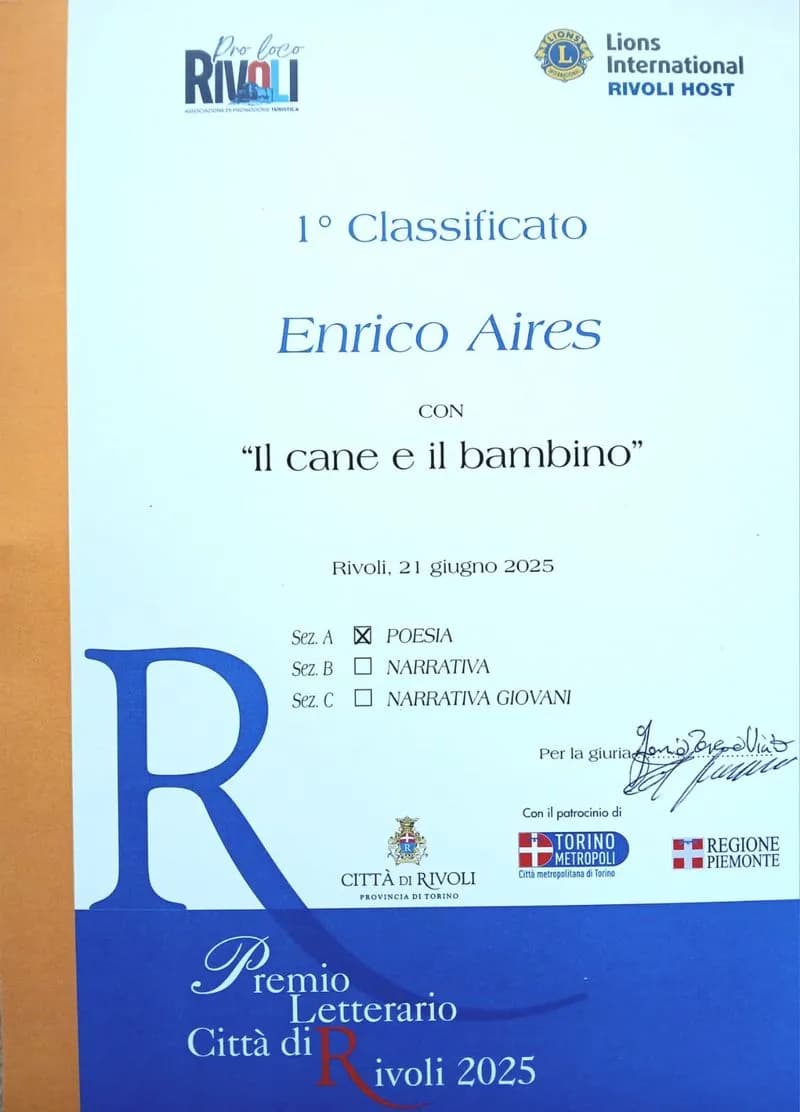 Pro loco
RIVOLI
ASSOCIAZIONE DI PROMOZIONE TURISTICA
LIONS
L
INTERNATIONAL
Lions
International
RIVOLI HOST
1° Classificato
Enrico Aires
CON
“Il cane e il bambino”
Rivoli, 21 giugno 2025
Sez. A ☒ POESIA
Sez. B ☐ NARRATIVA
Sez. C ☐ NARRATIVA GIOVANI
Per la giuria
Con il patrocinio di
R
CITTÀ DI RIVOLI
PROVINCIA DI TORINO
TORINO
METROPOLI
Città metropolitana di Torino
REGIONE
PIEMONTE
R
Premio
Letterario
Città di Rivoli 2025